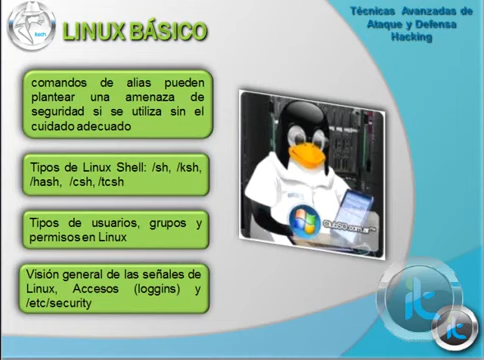 LINUX BÁSICO
Técnicas Avanzadas de
Ataque y Defensa
Hacking
comandos de alias pueden
plantear una amenaza de
seguridad si se utiliza sin el
cuidado adecuado
Tipos de Linux Shell: /sh, /ksh,
/hash, /csh, /tcsh
Tipos de usuarios, grupos y
permisos en Linux
Visión general de las señales de
Linux, Accesos (loggins) y
/etc/security